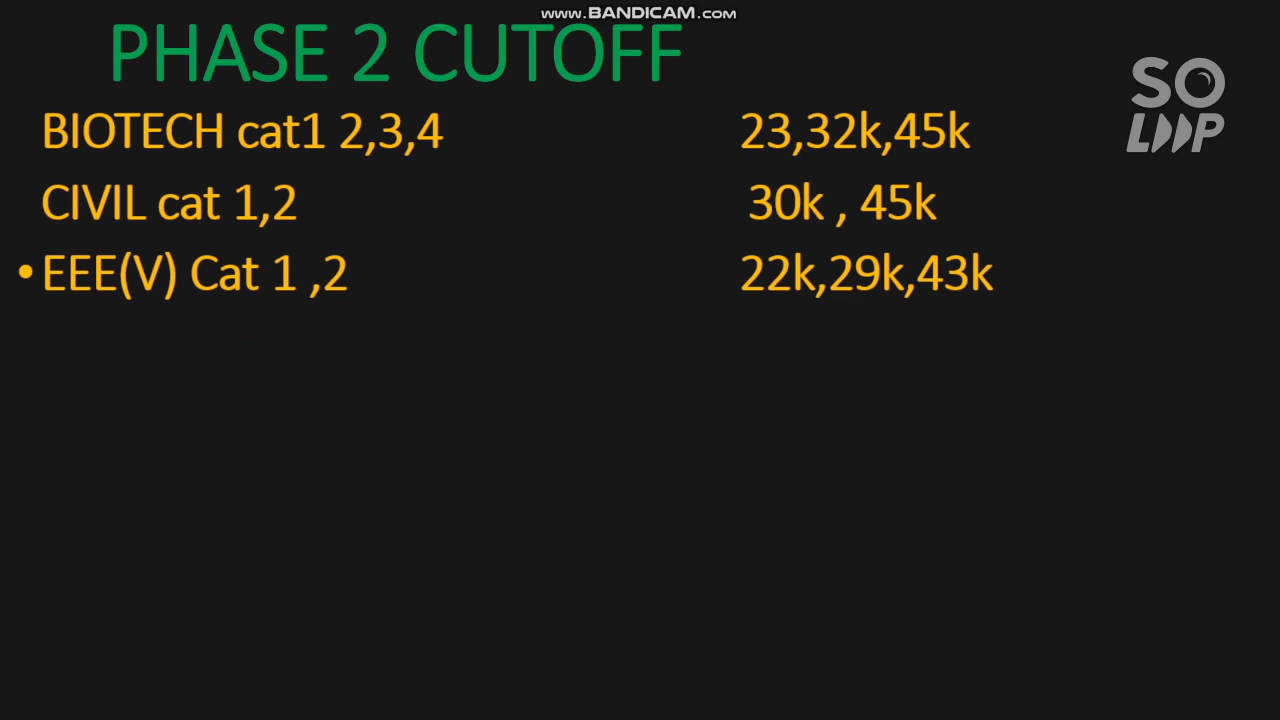 www.BANDICAM.com
PHASE 2 CUTOFF
SO
LOOP
BIOTECH cat1 2,3,4 23,32k,45k
CIVIL cat 1,2 30k , 45k
• EEE(V) Cat 1 ,2 22k,29k,43k